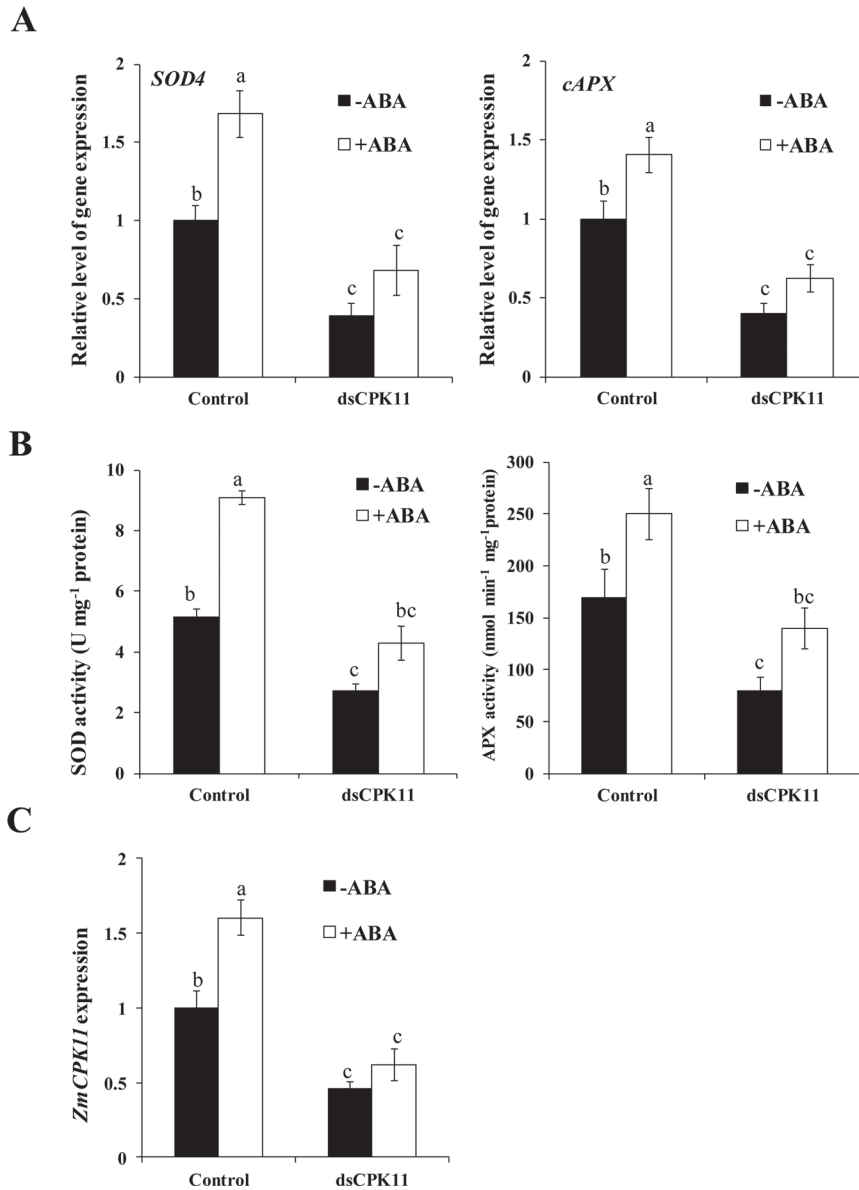 A
SOD4
-ABA
+ABA
Relative level of gene expression
2
1.5
1
0.5
0
a
b
c
c
Control
dsCPK11
cAPX
-ABA
+ABA
Relative level of gene expression
2
1.5
1
0.5
0
a
b
c
c
Control
dsCPK11
B
-ABA
+ABA
SOD activity (U mg⁻¹ protein)
10
8
6
4
2
0
a
b
bc
c
Control
dsCPK11
-ABA
+ABA
APX activity (nmol min⁻¹ mg⁻¹protein)
300
250
200
150
100
50
0
a
b
bc
c
Control
dsCPK11
C
-ABA
+ABA
ZmCPK11 expression
2
1.5
1
0.5
0
a
b
c
c
Control
dsCPK11